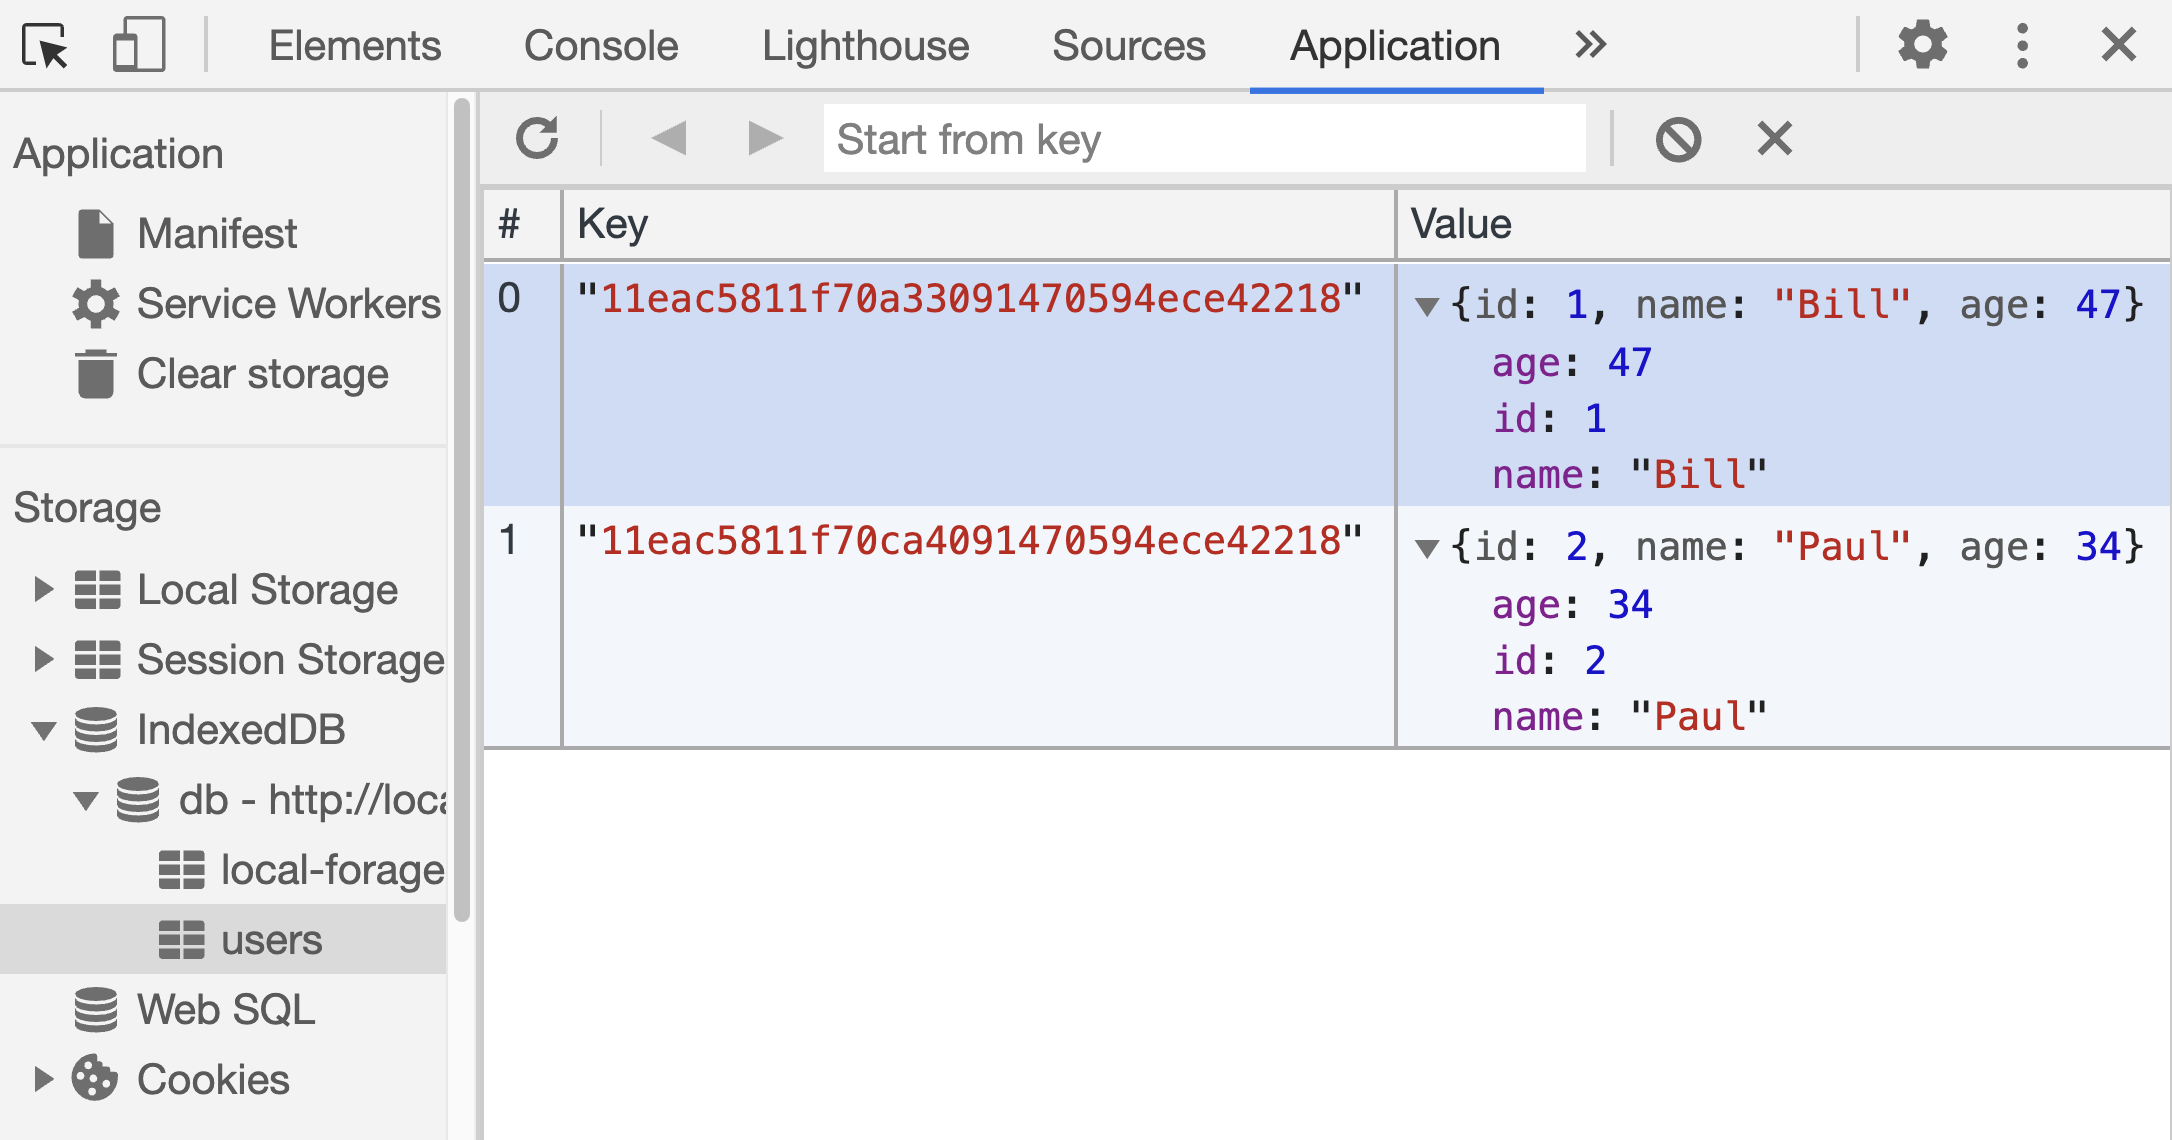 Elements Console Lighthouse Sources Application
Application
Manifest
Service Workers
Clear storage
Storage
Local Storage
Session Storage
IndexedDB
db - http://loca
local-forage
users
Web SQL
Cookies
Start from key
# Key Value
0 "11eac5811f70a33091470594ece42218" {id: 1, name: "Bill", age: 47}
age: 47
id: 1
name: "Bill"
1 "11eac5811f70ca4091470594ece42218" {id: 2, name: "Paul", age: 34}
age: 34
id: 2
name: "Paul"